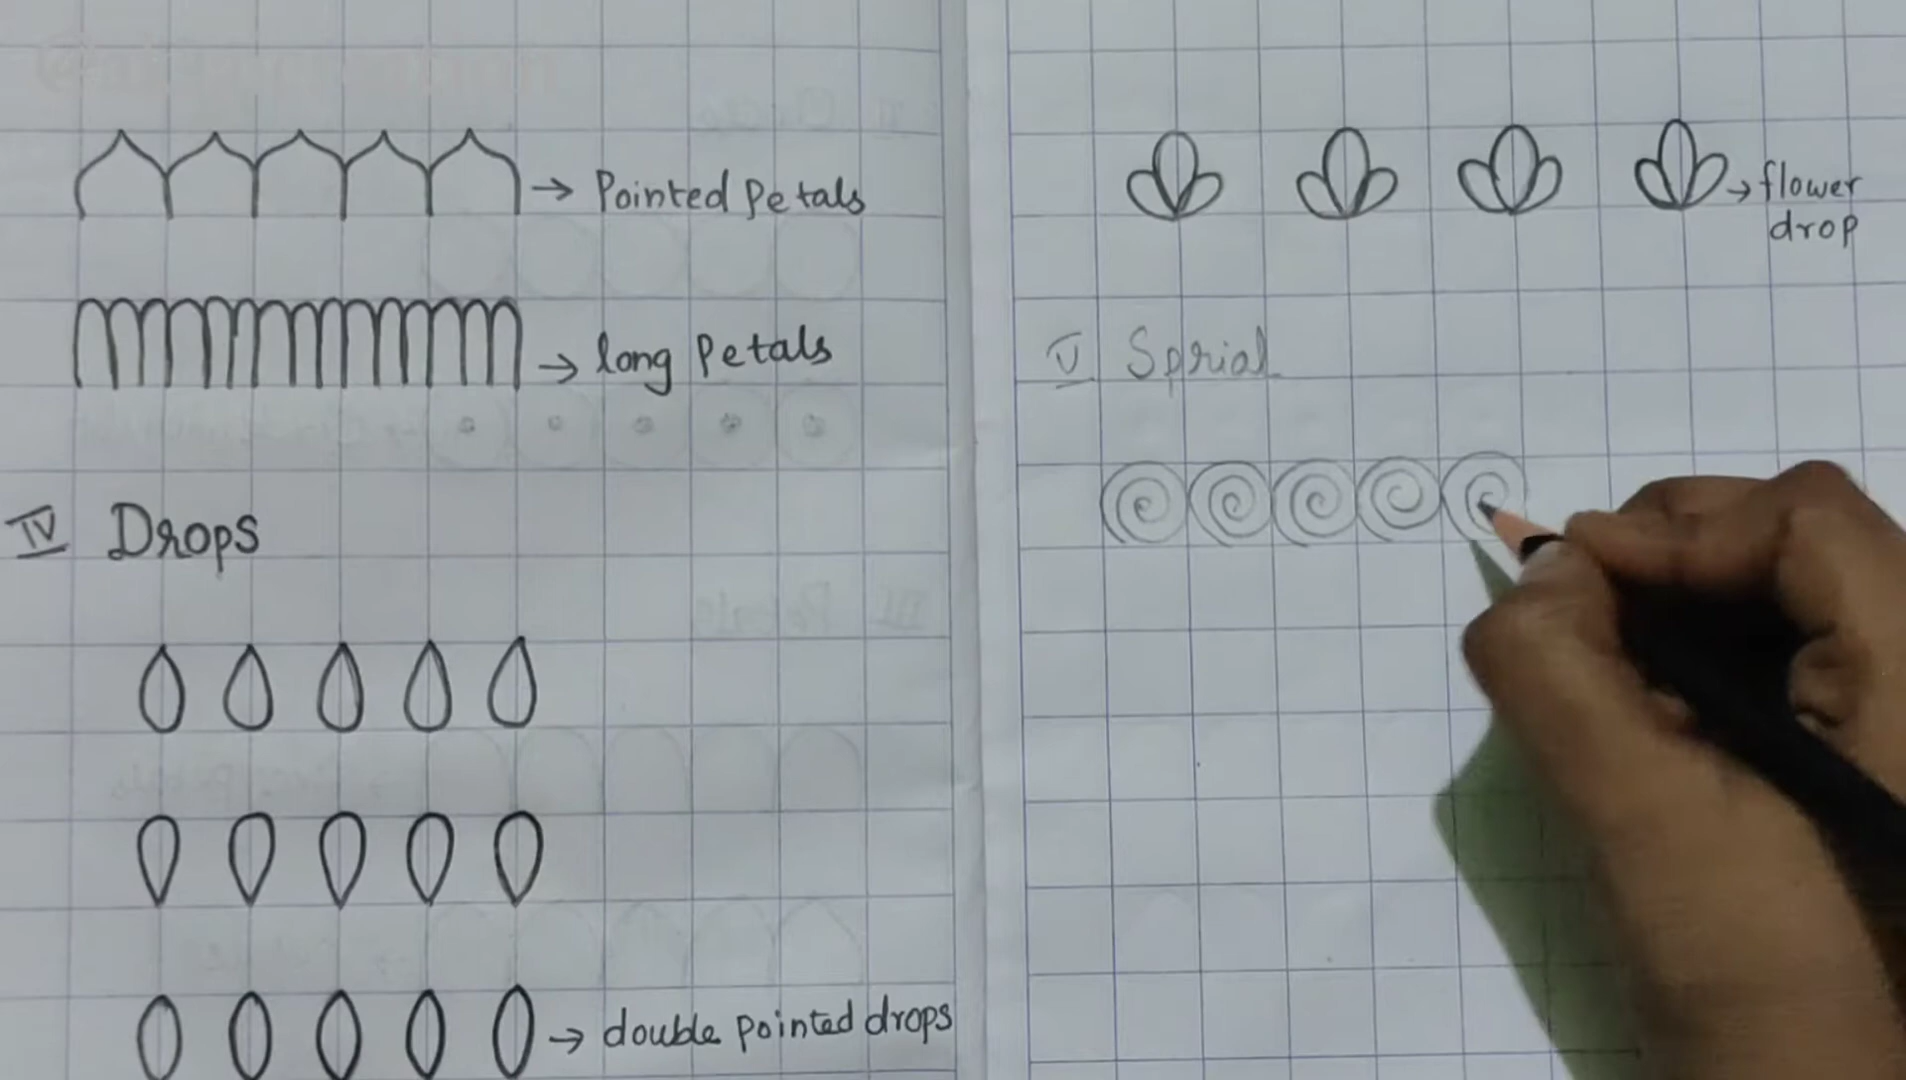 → Pointed Petals
→ long Petals
IV Drops
→ double pointed drops
→ flower
drop
V Sprial